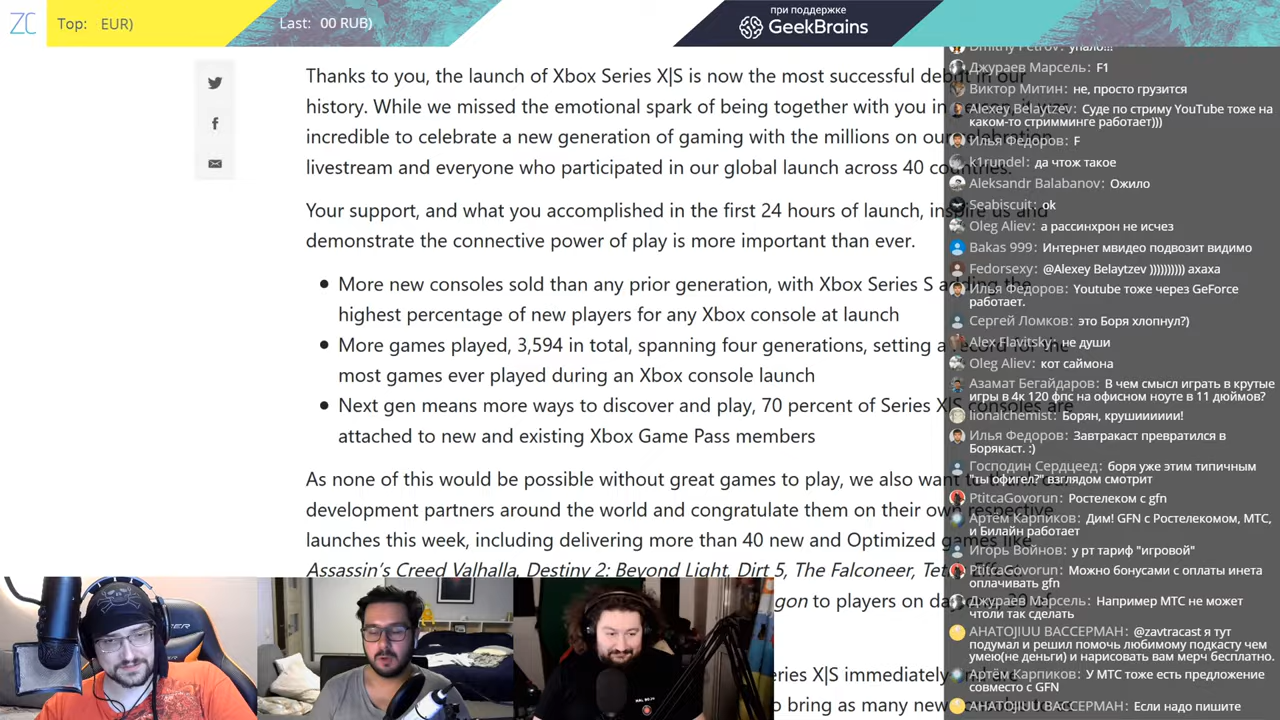 ZC
Top: EUR)
Last: 00 RUB)
при поддержке
GeekBrains
Thanks to you, the launch of Xbox Series X|S is now the most successful debut in our
history. While we missed the emotional spark of being together with you in
incredible to celebrate a new generation of gaming with the millions on our celebration
livestream and everyone who participated in our global launch across 40 countries.
Your support, and what you accomplished in the first 24 hours of launch, inspire us and
demonstrate the connective power of play is more important than ever.
• More new consoles sold than any prior generation, with Xbox Series S adding the
highest percentage of new players for any Xbox console at launch
• More games played, 3,594 in total, spanning four generations, setting a record for the
most games ever played during an Xbox console launch
• Next gen means more ways to discover and play, 70 percent of Series X|S consoles are
attached to new and existing Xbox Game Pass members
As none of this would be possible without great games to play, we also want
development partners around the world and congratulate them on their own respective
launches this week, including delivering more than 40 new and Optimized games like
Assassin's Creed Valhalla, Destiny 2: Beyond Light, Dirt 5, The Falconeer,
gon to players on
eries X|S immediately
o bring as many new
Dmitriy Petrov: упало!!!
Джураев Марсель: F1
Виктор Митин: не, просто грузится
Alexey Belaytzev: Суде по стриму YouTube тоже на
каком-то стримминге работает)))
Илья Федоров: F
k1rundel: да чтож такое
Aleksandr Balabanov: Ожило
Seabiscuit: ok
Oleg Aliev: а рассинхрон не исчез
Bakas 999: Интернет мвидео подвозит видимо
Fedorsexy: @Alexey Belaytzev )))))))))) ахаха
Илья Федоров: Youtube тоже через GeForce
работает.
Сергей Ломков: это Боря хлопнул?)
Alex Flavitsky: не души
Oleg Aliev: кот саймона
Азамат Бегайдаров: В чем смысл играть в крутые
игры в 4к 120 фпс на офисном ноуте в 11 дюймов?
lionalchemist: Борян, крушиииии!
Илья Федоров: Завтракаст превратился в
Борякаст. :)
Господин Сердцеед: боря уже этим типичным
"ты офигел?" взглядом смотрит
PtitcaGovorun: Ростелеком с gfn
Артём Карпиков: Дим! GFN с Ростелекомом, МТС,
и Билайн работает
Игорь Войнов: у рт тариф "игровой"
PtitcaGovorun: Можно бонусами с оплаты инета
оплачивать gfn
Джураев Марсель: Например МТС не может
чтоли так сделать
АНАТОJIUU ВАССЕРМАН: @zavtracast я тут
подумал и решил помочь любимому подкасту чем
умею(не деньги) и нарисовать вам мерч бесплатно.
Артём Карпиков: У МТС тоже есть предложение
совместно с GFN
АНАТОJIUU ВАССЕРМАН: Если надо пишите